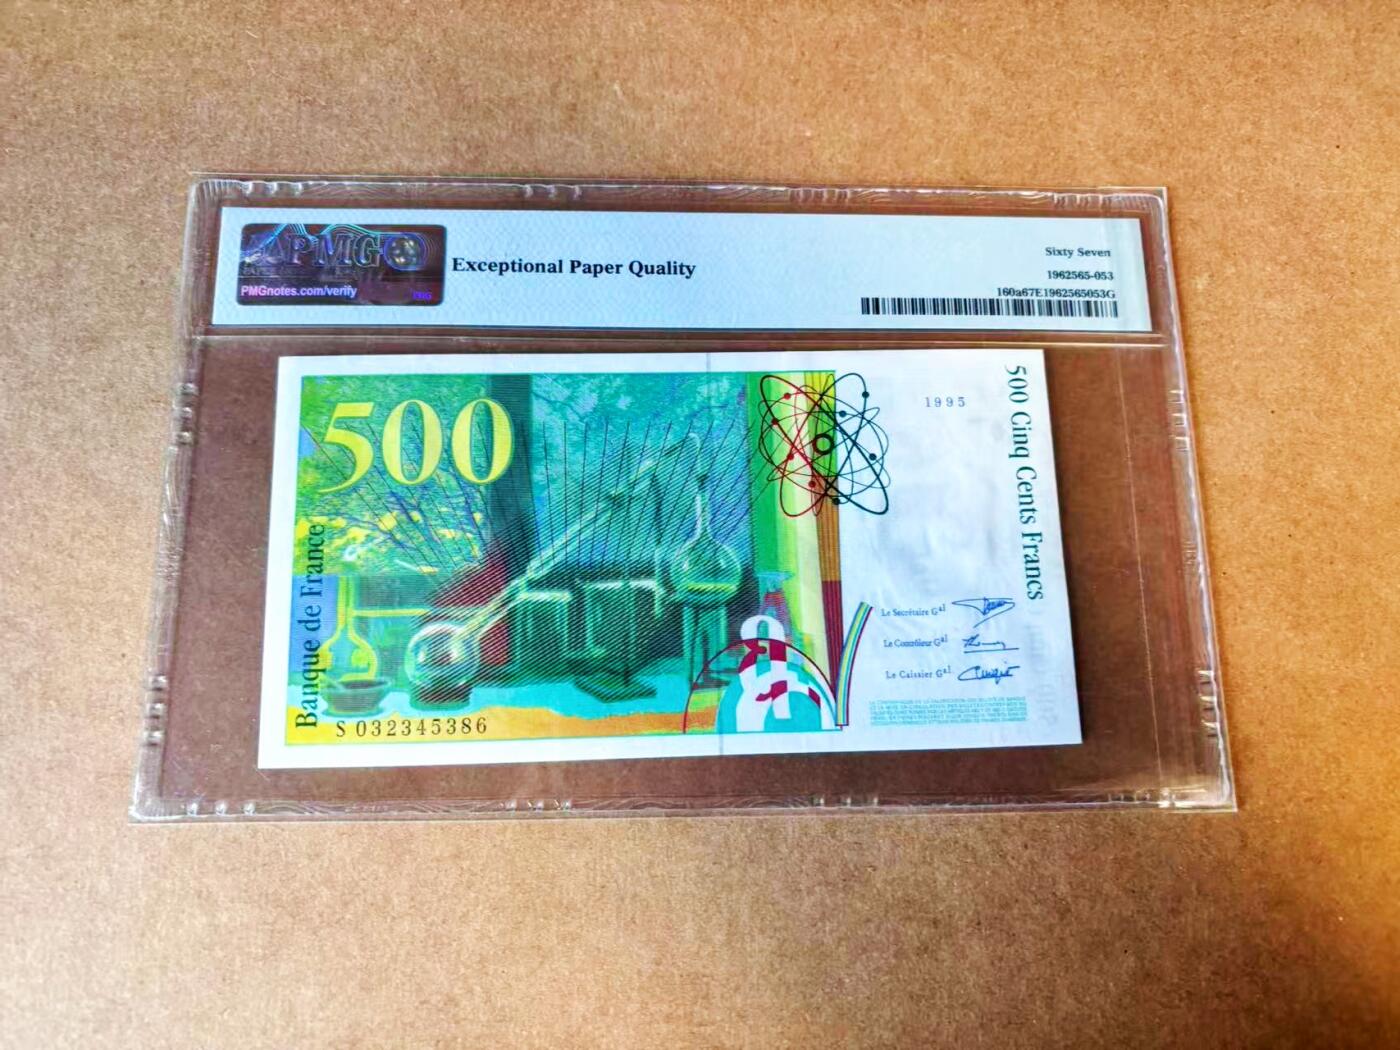 PMG
PMGnotes.com/verify
Exceptional Paper Quality
Sixty Seven
1962565-053
160a67E1962565053G
500
Banque de France
S 032345386
1995
500 Cinq Cents Francs
Le Secrétaire Gal
Le Contrôleur Gal
Le Caissier Gal